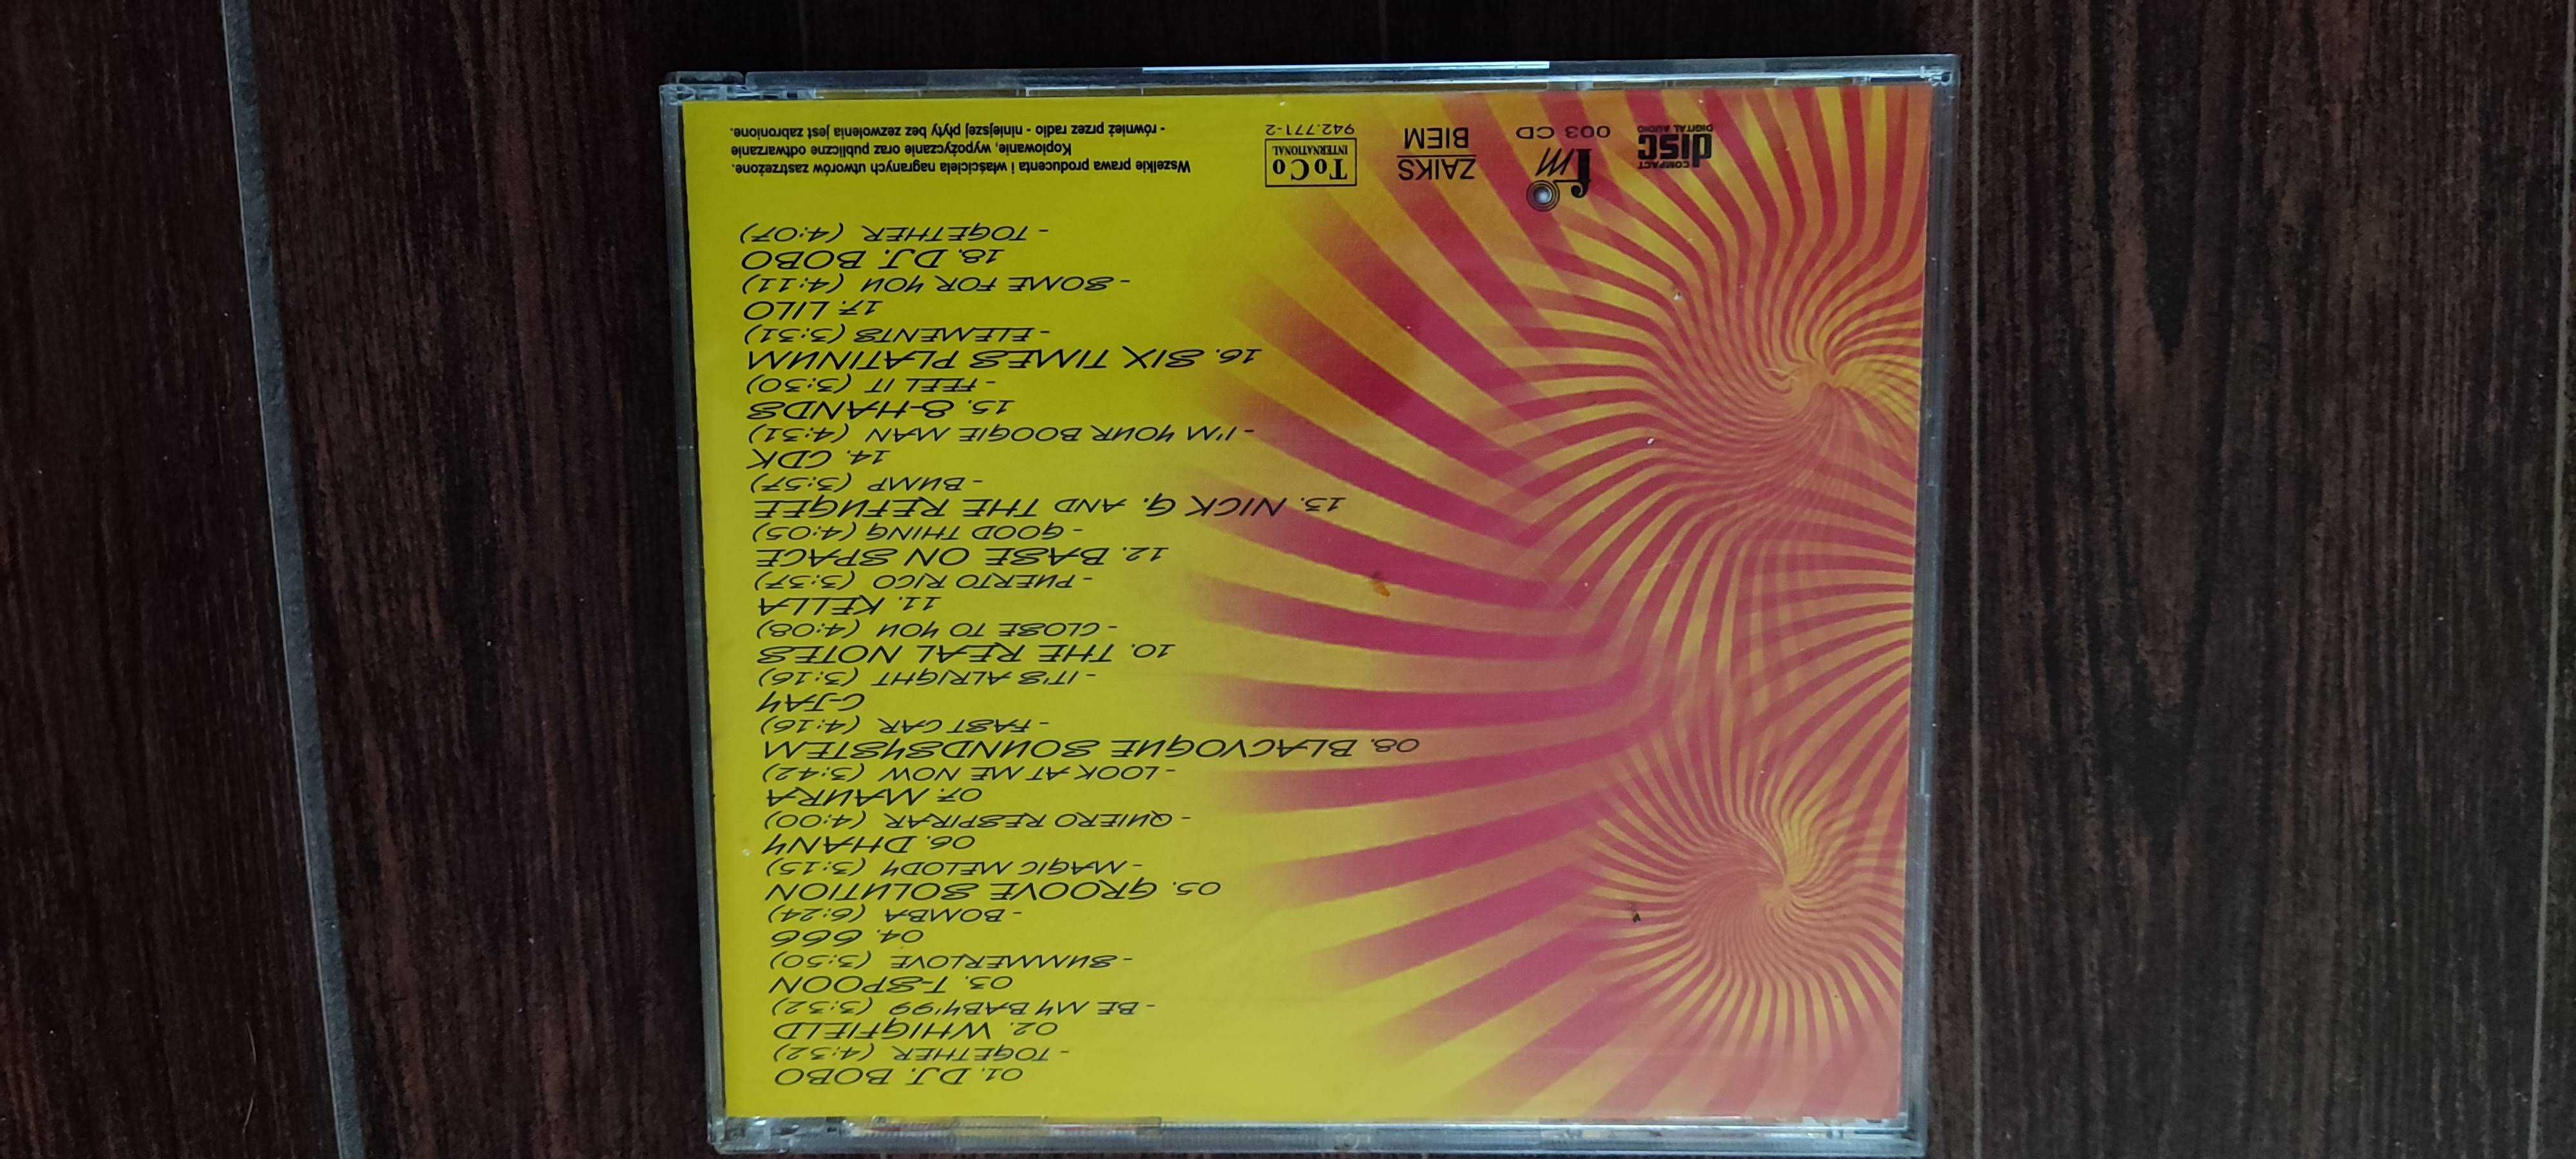 01. DJ. BOBO
- TOGETHER (4:32)
02. WHIGFIELD
- BE MY BABY'99 (3:32)
03. T-SPOON
- SUMMERLOVE (3:50)
04. 666
- BOMBA (6:24)
05. GROOVE SOLUTION
- MAGIC MELODY (3:15)
06. DHANY
- QUIERO RESPIRAR (4:00)
07. MAURA
- LOOK AT ME NOW (3:42)
08. BLACVOGUE SOUNDSYSTEM
- FAST CAR (4:16)
C-JAY
- IT'S ALRIGHT (3:16)
10. THE REAL NOTES
- CLOSE TO YOU (4:08)
11. KELLA
- PUERTO RICO (3:37)
12. BASE ON SPACE
- GOOD THING (4:05)
13. NICK G. AND THE REFUGEE
- BUMP (3:57)
14. CDK
- I'M YOUR BOOGIE MAN (4:31)
15. 8-HANDS
- FEEL IT (3:30)
16. SIX TIMES PLATINUM
- ELEMENTS (3:31)
17. LILO
- SOME FOR YOU (4:11)
18. DJ. BOBO
- TOGETHER (4:07)
COMPACT
disc
DIGITAL AUDIO
fm
003 CD
ZAIKS
BIEM
ToCo
INTERNATIONAL
942.771-2
Wszelkie prawa producenta i właściciela nagranych utworów zastrzeżone.
Kopiowanie, wypożyczanie oraz publiczne odtwarzanie
- również przez radio - niniejszej płyty bez zezwolenia jest zabronione.